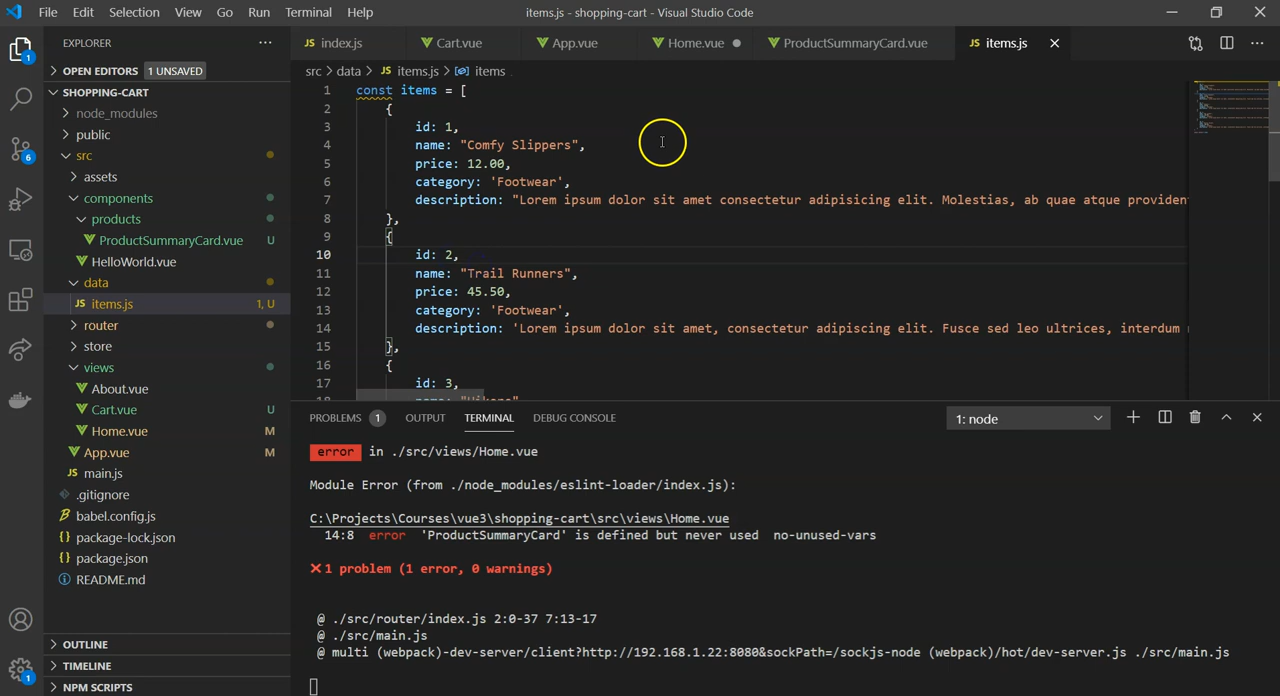 File Edit Selection View Go Run Terminal Help
items.js - shopping-cart - Visual Studio Code
EXPLORER
index.js
Cart.vue
App.vue
Home.vue
ProductSummaryCard.vue
JS items.js
OPEN EDITORS 1 UNSAVED
SHOPPING-CART
node_modules
public
src
assets
components
products
ProductSummaryCard.vue U
HelloWorld.vue
data
JS items.js 1, U
router
store
views
About.vue
Cart.vue U
Home.vue M
App.vue M
JS main.js
.gitignore
babel.config.js
{} package-lock.json
{} package.json
README.md
OUTLINE
TIMELINE
NPM SCRIPTS
1
6
1
src > data > JS items.js > items
1 const items = [
2 {
3 id: 1,
4 name: "Comfy Slippers",
5 price: 12.00,
6 category: 'Footwear',
7 description: "Lorem ipsum dolor sit amet consectetur adipisicing elit. Molestias, ab quae atque providen
8 },
9 {
10 id: 2,
11 name: "Trail Runners",
12 price: 45.50,
13 category: 'Footwear',
14 description: 'Lorem ipsum dolor sit amet, consectetur adipiscing elit. Fusce sed leo ultrices, interdum
15 },
16 {
17 id: 3,
PROBLEMS 1 OUTPUT TERMINAL DEBUG CONSOLE
1: node
error in ./src/views/Home.vue
Module Error (from ./node_modules/eslint-loader/index.js):
C:\Projects\Courses\vue3\shopping-cart\src\views\Home.vue
14:8 error 'ProductSummaryCard' is defined but never used no-unused-vars
✕ 1 problem (1 error, 0 warnings)
@ ./src/router/index.js 2:0-37 7:13-17
@ ./src/main.js
@ multi (webpack)-dev-server/client?http://192.168.1.22:8080&sockPath=/sockjs-node (webpack)/hot/dev-server.js ./src/main.js